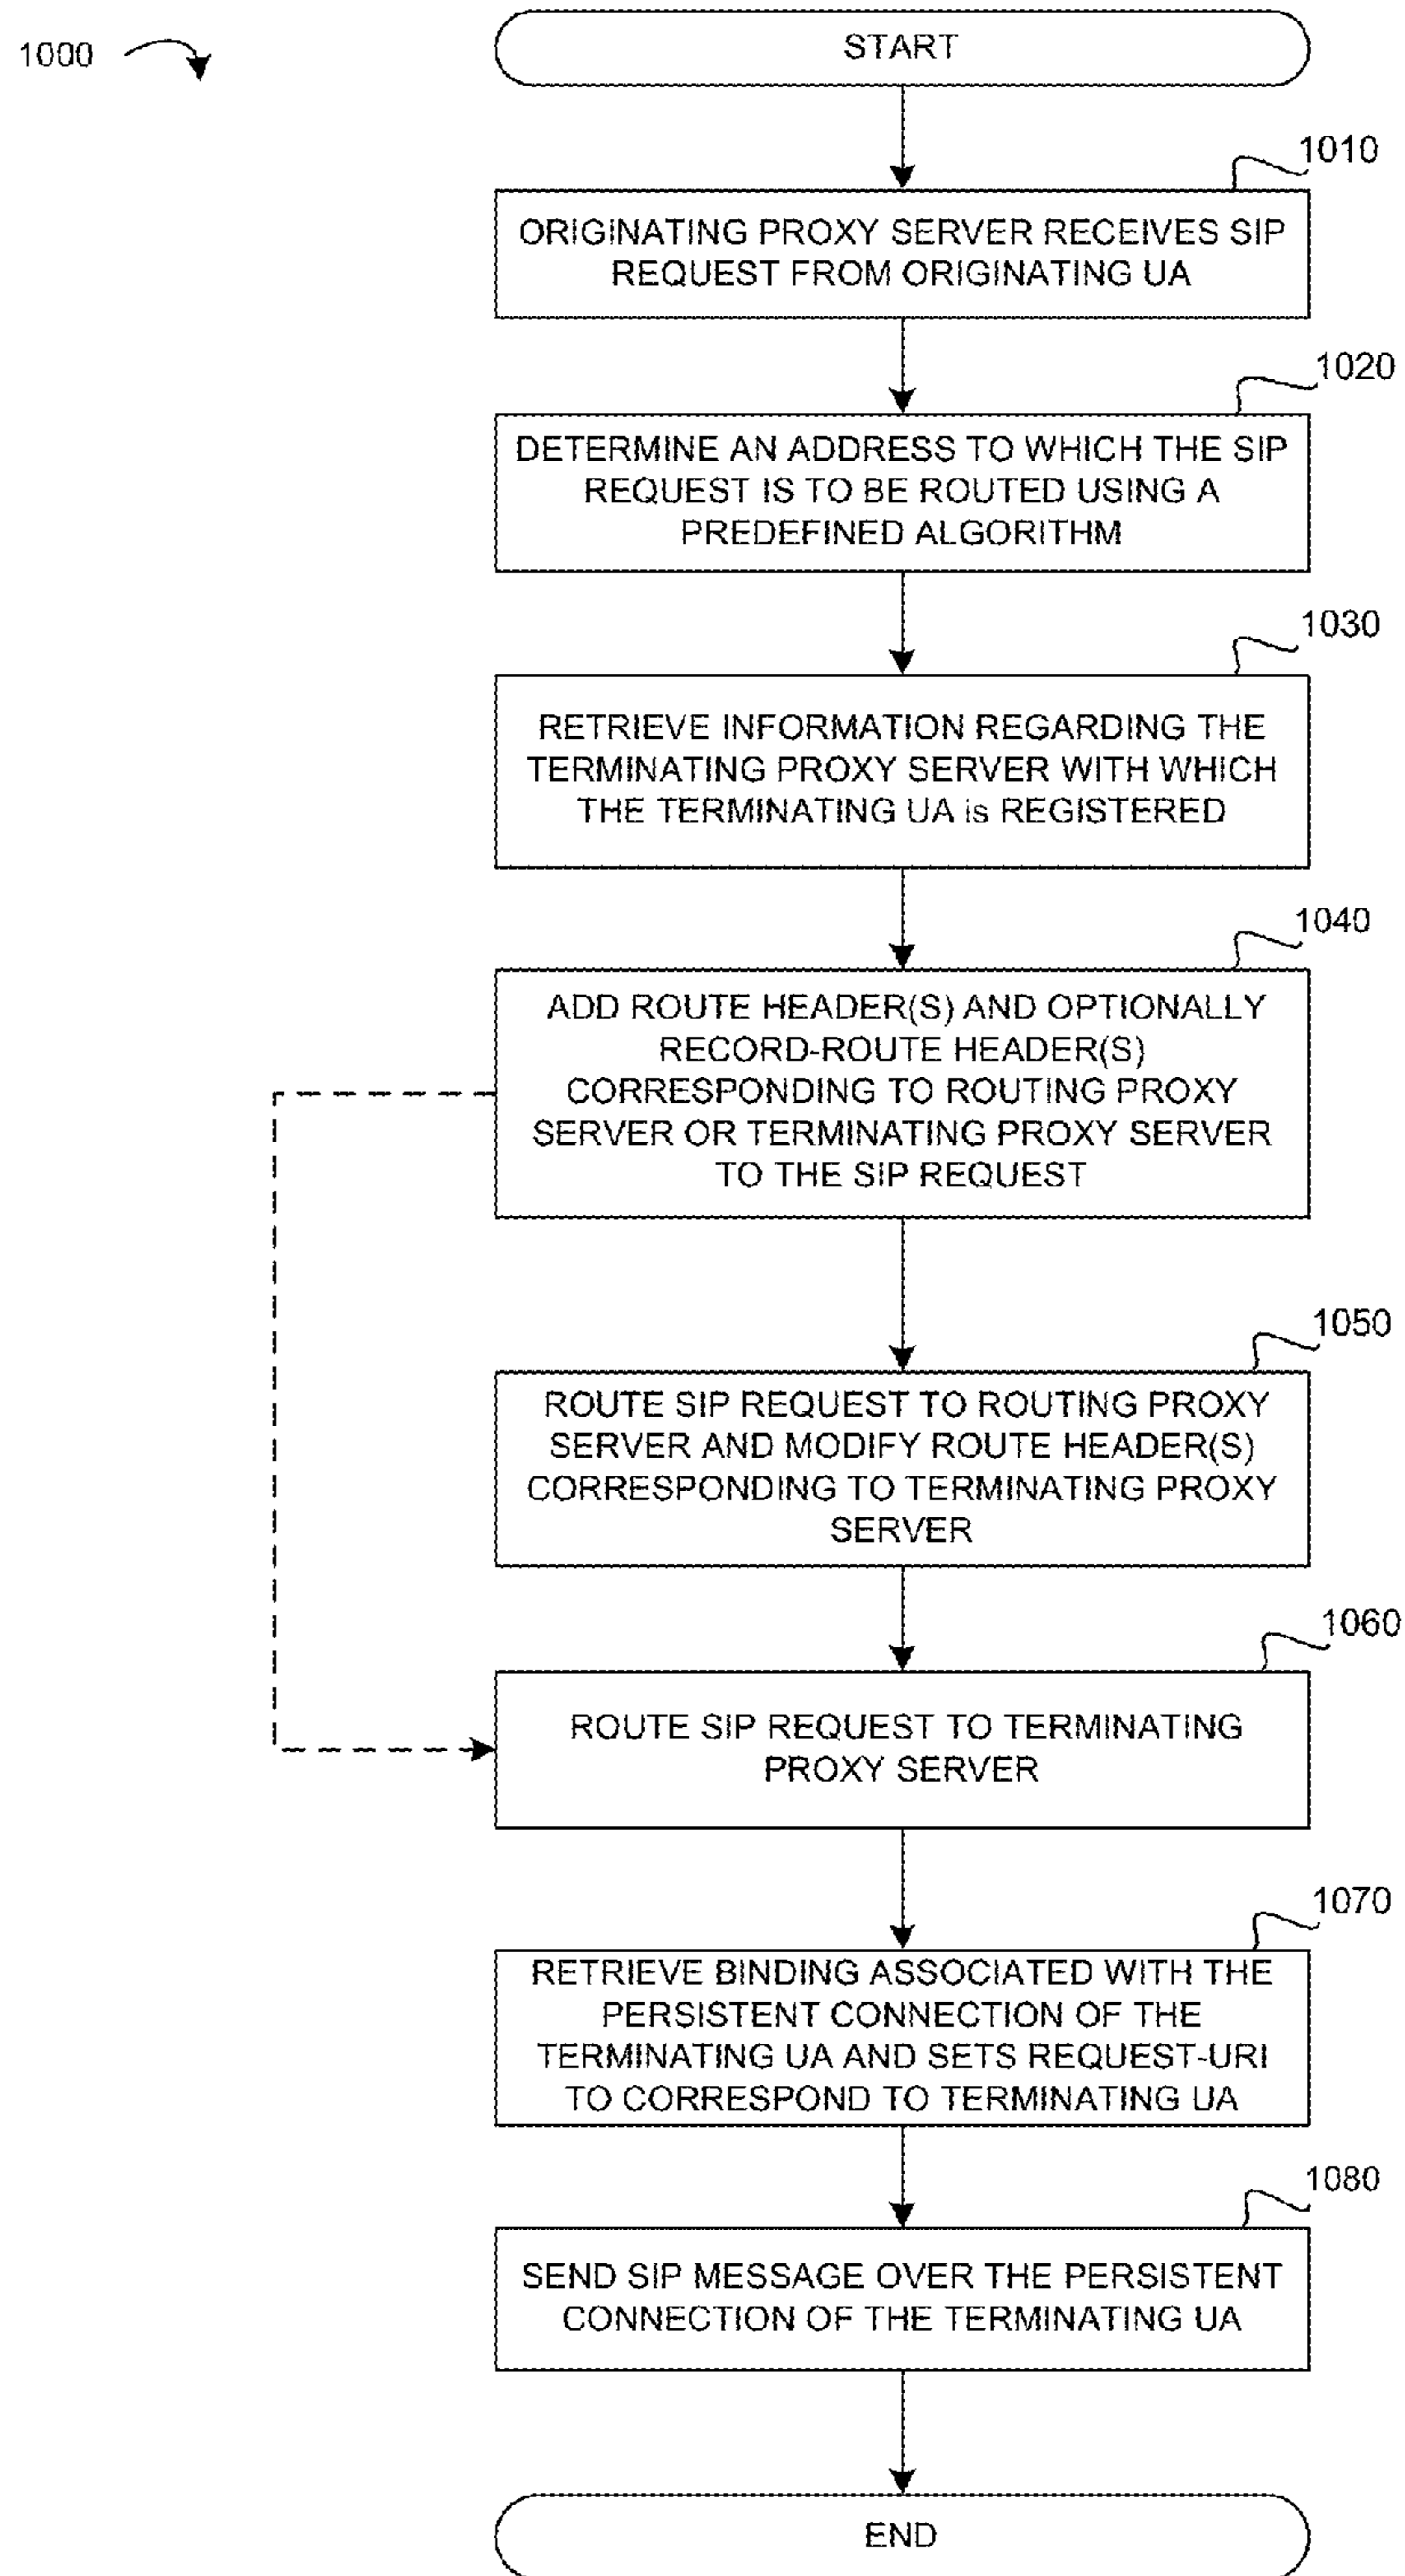 1000
START
1010
ORIGINATING PROXY SERVER RECEIVES SIP
REQUEST FROM ORIGINATING UA
1020
DETERMINE AN ADDRESS TO WHICH THE SIP
REQUEST IS TO BE ROUTED USING A
PREDEFINED ALGORITHM
1030
RETRIEVE INFORMATION REGARDING THE
TERMINATING PROXY SERVER WITH WHICH
THE TERMINATING UA is REGISTERED
1040
ADD ROUTE HEADER(S) AND OPTIONALLY
RECORD-ROUTE HEADER(S)
CORRESPONDING TO ROUTING PROXY
SERVER OR TERMINATING PROXY SERVER
TO THE SIP REQUEST
1050
ROUTE SIP REQUEST TO ROUTING PROXY
SERVER AND MODIFY ROUTE HEADER(S)
CORRESPONDING TO TERMINATING PROXY
SERVER
1060
ROUTE SIP REQUEST TO TERMINATING
PROXY SERVER
1070
RETRIEVE BINDING ASSOCIATED WITH THE
PERSISTENT CONNECTION OF THE
TERMINATING UA AND SETS REQUEST-URI
TO CORRESPOND TO TERMINATING UA
1080
SEND SIP MESSAGE OVER THE PERSISTENT
CONNECTION OF THE TERMINATING UA
END